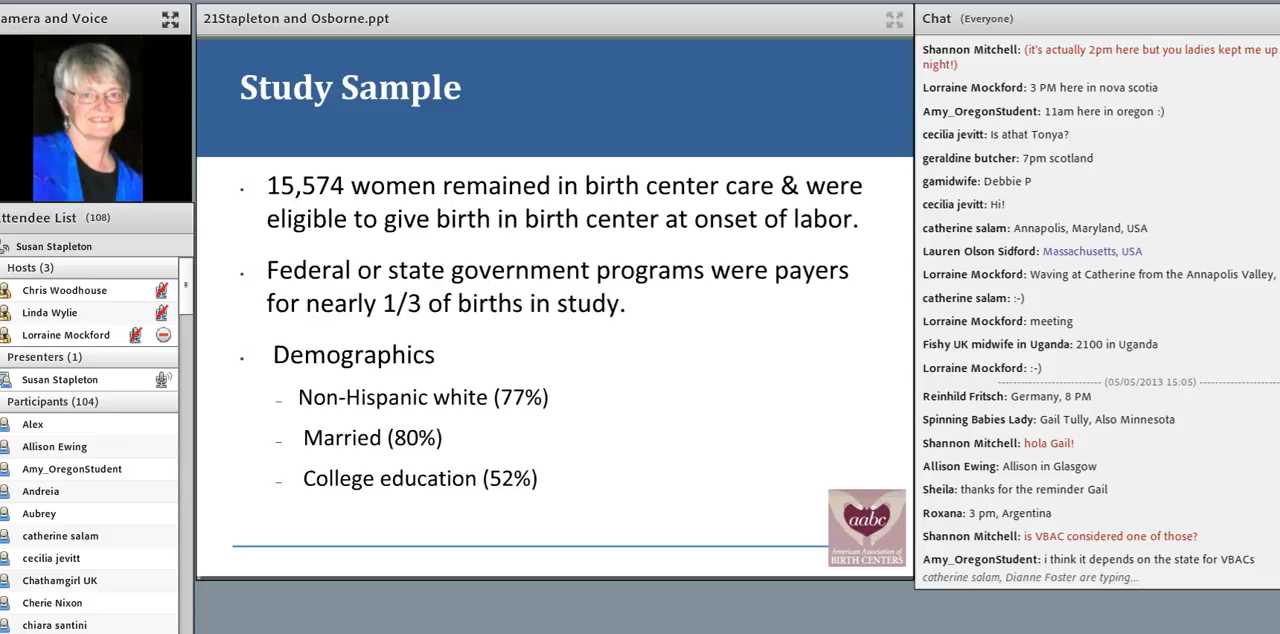 amera and Voice
ttendee List (108)
Susan Stapleton
Hosts (3)
Chris Woodhouse
Linda Wylie
Lorraine Mockford
Presenters (1)
Susan Stapleton
Participants (104)
Alex
Allison Ewing
Amy_OregonStudent
Andreia
Aubrey
catherine salam
cecilia jevitt
Chathamgirl UK
Cherie Nixon
chiara santini
21Stapleton and Osborne.ppt
Study Sample
• 15,574 women remained in birth center care & were
eligible to give birth in birth center at onset of labor.
• Federal or state government programs were payers
for nearly 1/3 of births in study.
• Demographics
– Non-Hispanic white (77%)
– Married (80%)
– College education (52%)
aabc
American Association of
BIRTH CENTERS
Chat (Everyone)
Shannon Mitchell: (it's actually 2pm here but you ladies kept me up
night!)
Lorraine Mockford: 3 PM here in nova scotia
Amy_OregonStudent: 11am here in oregon :)
cecilia jevitt: Is athat Tonya?
geraldine butcher: 7pm scotland
gamidwife: Debbie P
cecilia jevitt: Hi!
catherine salam: Annapolis, Maryland, USA
Lauren Olson Sidford: Massachusetts, USA
Lorraine Mockford: Waving at Catherine from the Annapolis Valley,
catherine salam: :-)
Lorraine Mockford: meeting
Fishy UK midwife in Uganda: 2100 in Uganda
Lorraine Mockford: :-)
(05/05/2013 15:05)
Reinhild Fritsch: Germany, 8 PM
Spinning Babies Lady: Gail Tully, Also Minnesota
Shannon Mitchell: hola Gail!
Allison Ewing: Allison in Glasgow
Sheila: thanks for the reminder Gail
Roxana: 3 pm, Argentina
Shannon Mitchell: is VBAC considered one of those?
Amy_OregonStudent: i think it depends on the state for VBACs
catherine salam, Dianne Foster are typing...